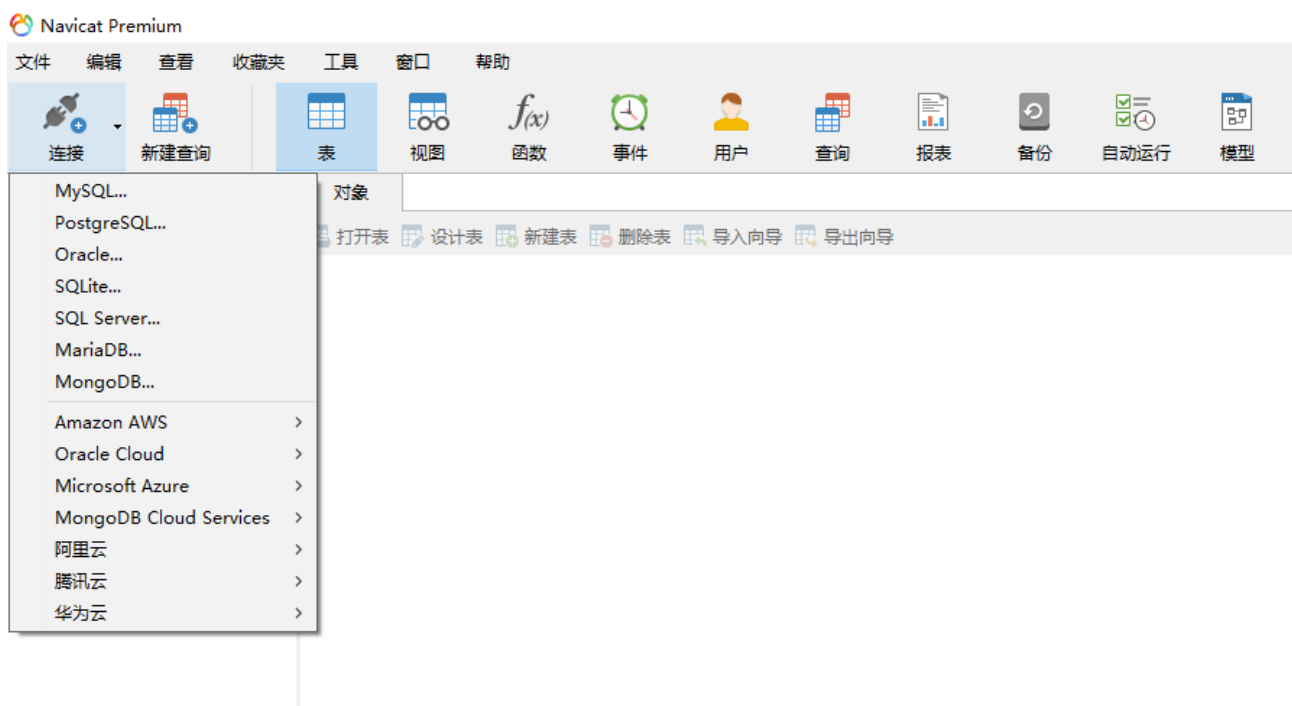 Navicat Premium
文件 编辑 查看 收藏夹 工具 窗口 帮助
连接 新建查询 表 视图 函数 事件 用户 查询 报表 备份 自动运行 模型
MySQL...
PostgreSQL...
Oracle...
SQLite...
SQL Server...
MariaDB...
MongoDB...
Amazon AWS
Oracle Cloud
Microsoft Azure
MongoDB Cloud Services
阿里云
腾讯云
华为云
对象
打开表 设计表 新建表 删除表 导入向导 导出向导